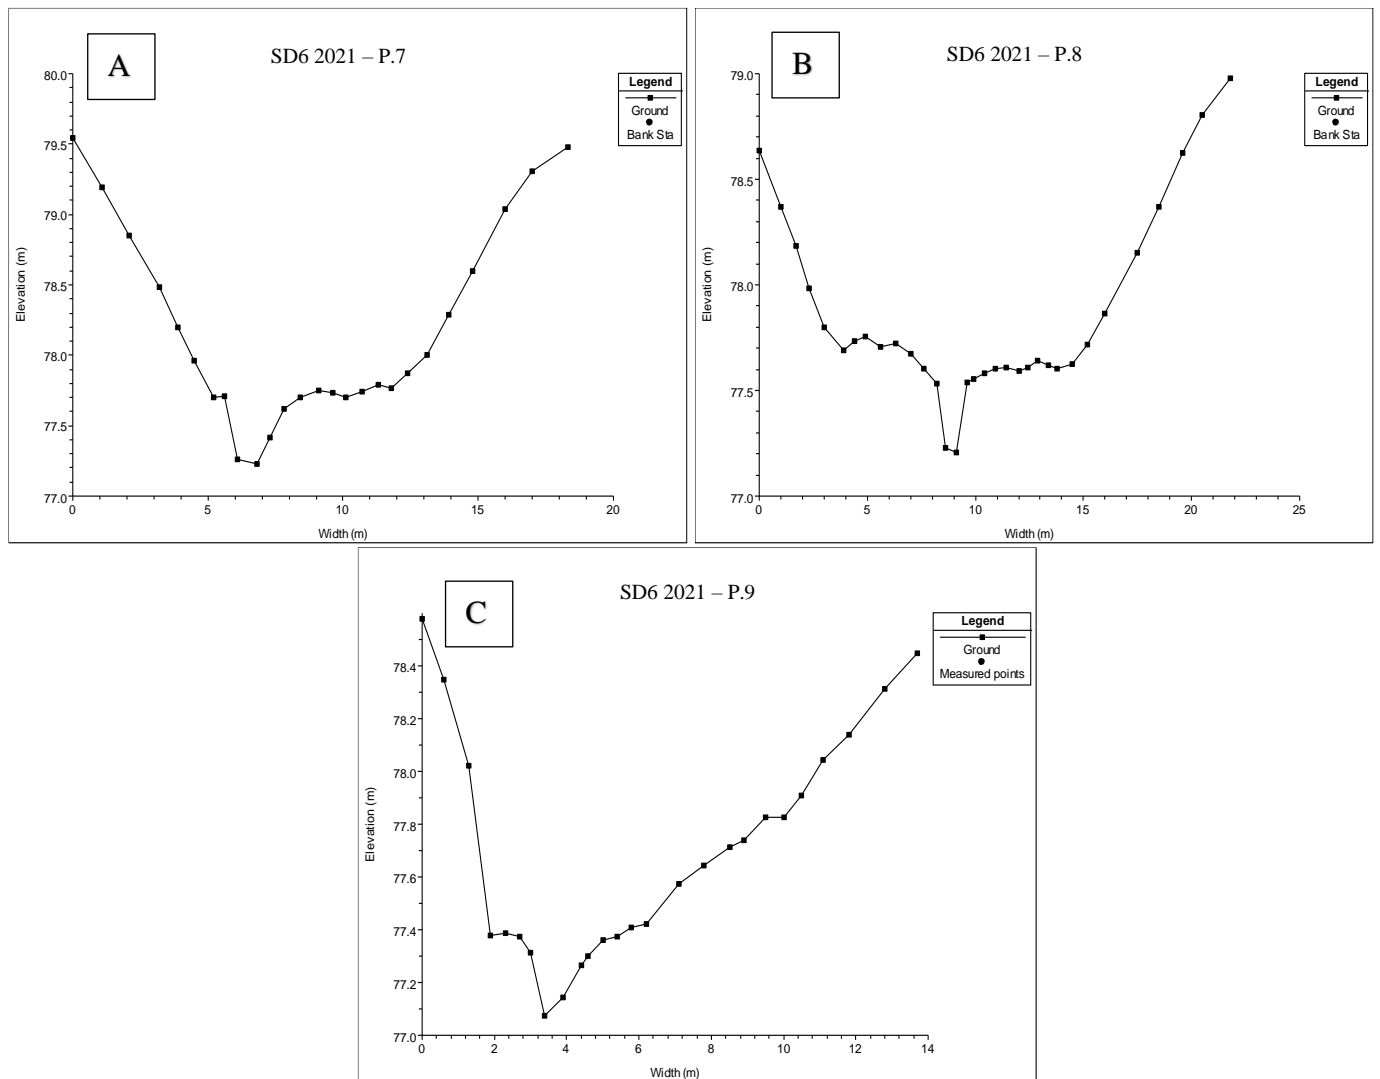 A
SD6 2021 – P.7
Legend
Ground
Bank Sta
80.0
79.5
79.0
78.5
78.0
77.5
77.0
Elevation (m)
0 5 10 15 20
Width (m)
B
SD6 2021 – P.8
Legend
Ground
Bank Sta
79.0
78.5
78.0
77.5
77.0
Elevation (m)
0 5 10 15 20 25
Width (m)
C
SD6 2021 – P.9
Legend
Ground
Measured points
78.4
78.2
78.0
77.8
77.6
77.4
77.2
77.0
Elevation (m)
0 2 4 6 8 10 12 14
Width (m)